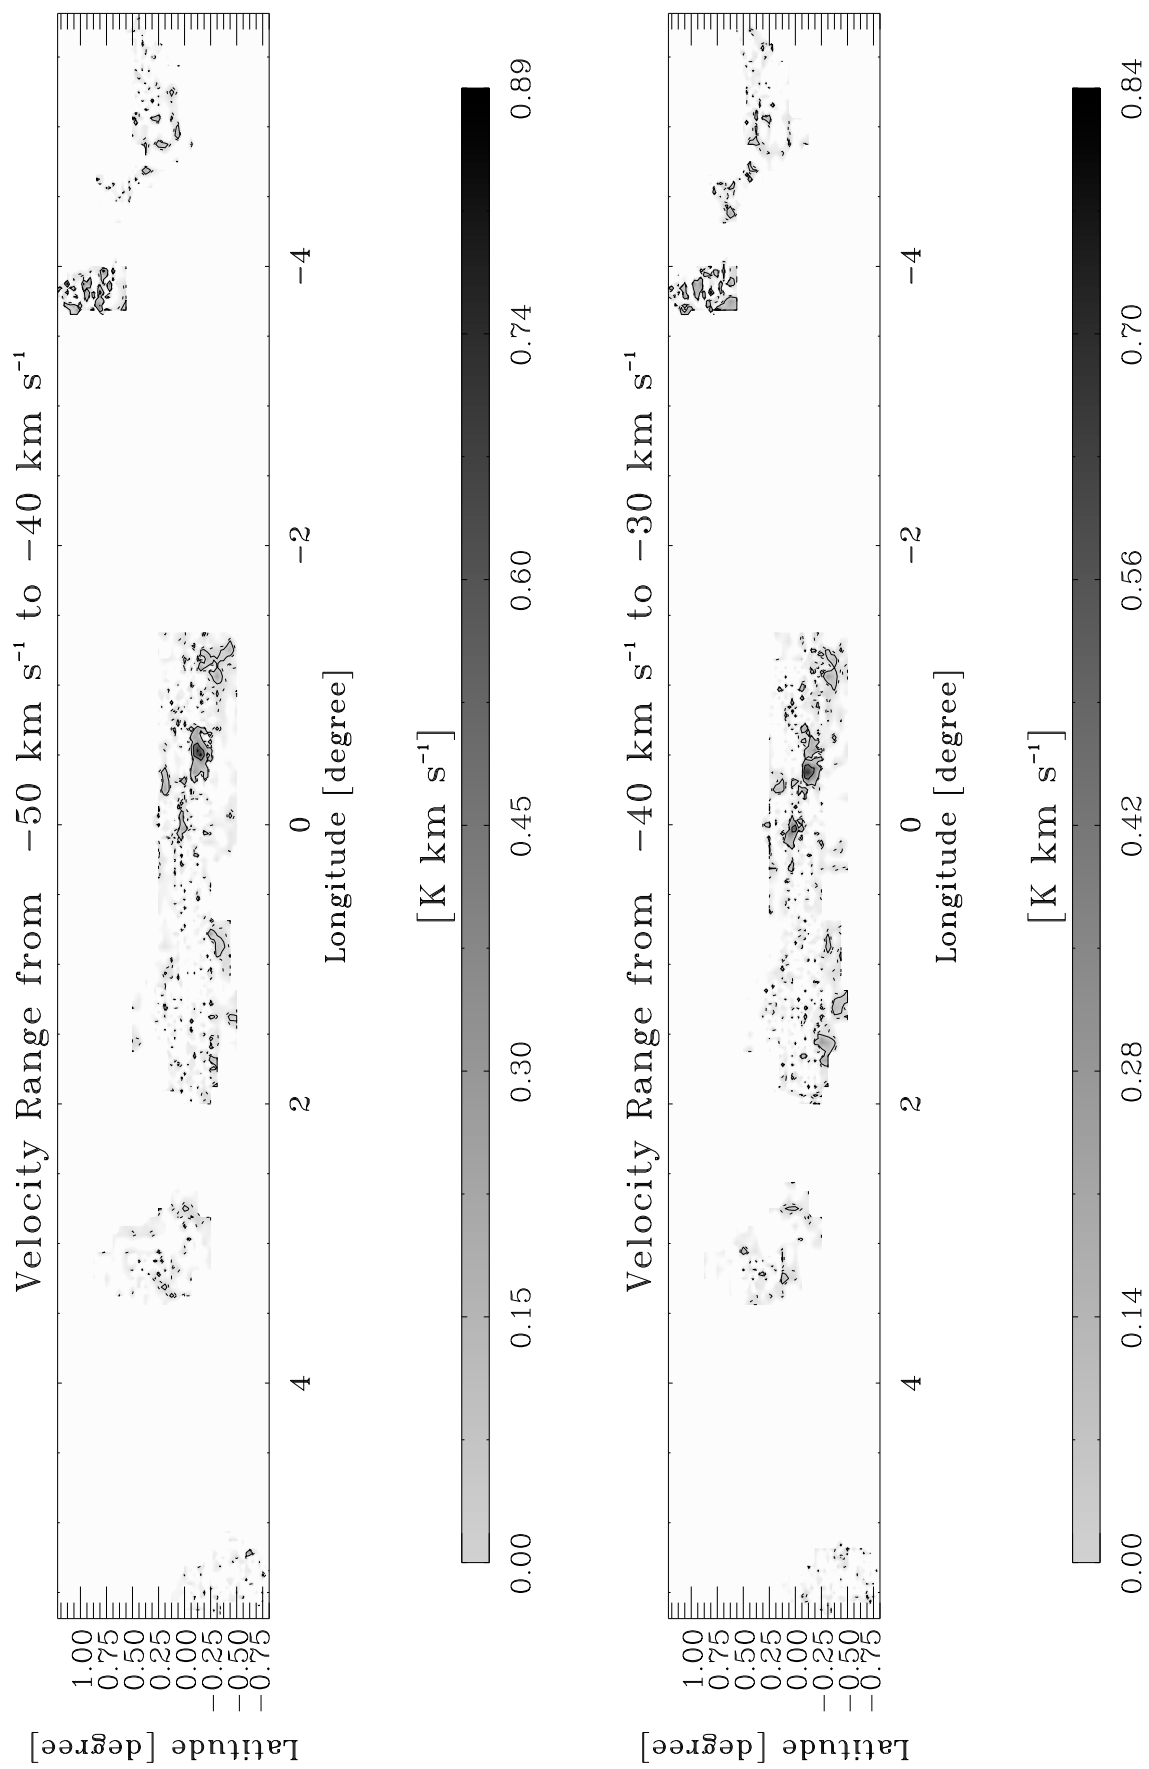 Velocity Range from −50 km s⁻¹ to −40 km s⁻¹
Latitude [degree]
1.00
0.75
0.50
0.25
0.00
−0.25
−0.50
−0.75
4 2 0 −2 −4
Longitude [degree]
[K km s⁻¹]
0.00 0.15 0.30 0.45 0.60 0.74 0.89
Velocity Range from −40 km s⁻¹ to −30 km s⁻¹
Latitude [degree]
1.00
0.75
0.50
0.25
0.00
−0.25
−0.50
−0.75
4 2 0 −2 −4
Longitude [degree]
[K km s⁻¹]
0.00 0.14 0.28 0.42 0.56 0.70 0.84